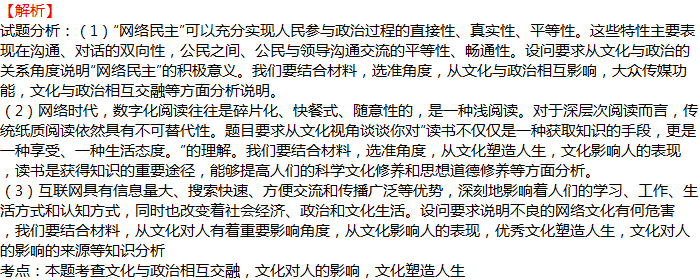 【解析】
试题分析：（1）“网络民主”可以充分实现人民参与政治过程的直接性、真实性、平等性。这些特性主要表
现在沟通、对话的双向性，公民之间、公民与领导沟通交流的平等性、畅通性。设问要求从文化与政治的
关系角度说明“网络民主”的积极意义。我们要结合材料，选准角度，从文化与政治相互影响，大众传媒功
能，文化与政治相互交融等方面分析说明。
（2）网络时代，数字化阅读往往是碎片化、快餐式、随意性的，是一种浅阅读。对于深层次阅读而言，传
统纸质阅读依然具有不可替代性。题目要求从文化视角谈谈你对“读书不仅仅是一种获取知识的手段，更是
一种享受、一种生活态度。”的理解。我们要结合材料，选准角度，从文化塑造人生，文化影响人的表现
，读书是获得知识的重要途径，能够提高人们的科学文化修养和思想道德修养等方面分析。
（3）互联网具有信息量大、搜索快速、方便交流和传播广泛等优势，深刻地影响着人们的学习、工作、生
活方式和认知方式，同时也改变着社会经济、政治和文化生活。设问要求说明不良的网络文化有何危害
，我们要结合材料，从文化对人有着重要影响角度，从文化影响人的表现，优秀文化塑造人生，文化对人
的影响的来源等知识分析
考点：本题考查文化与政治相互交融，文化对人的影响，文化塑造人生